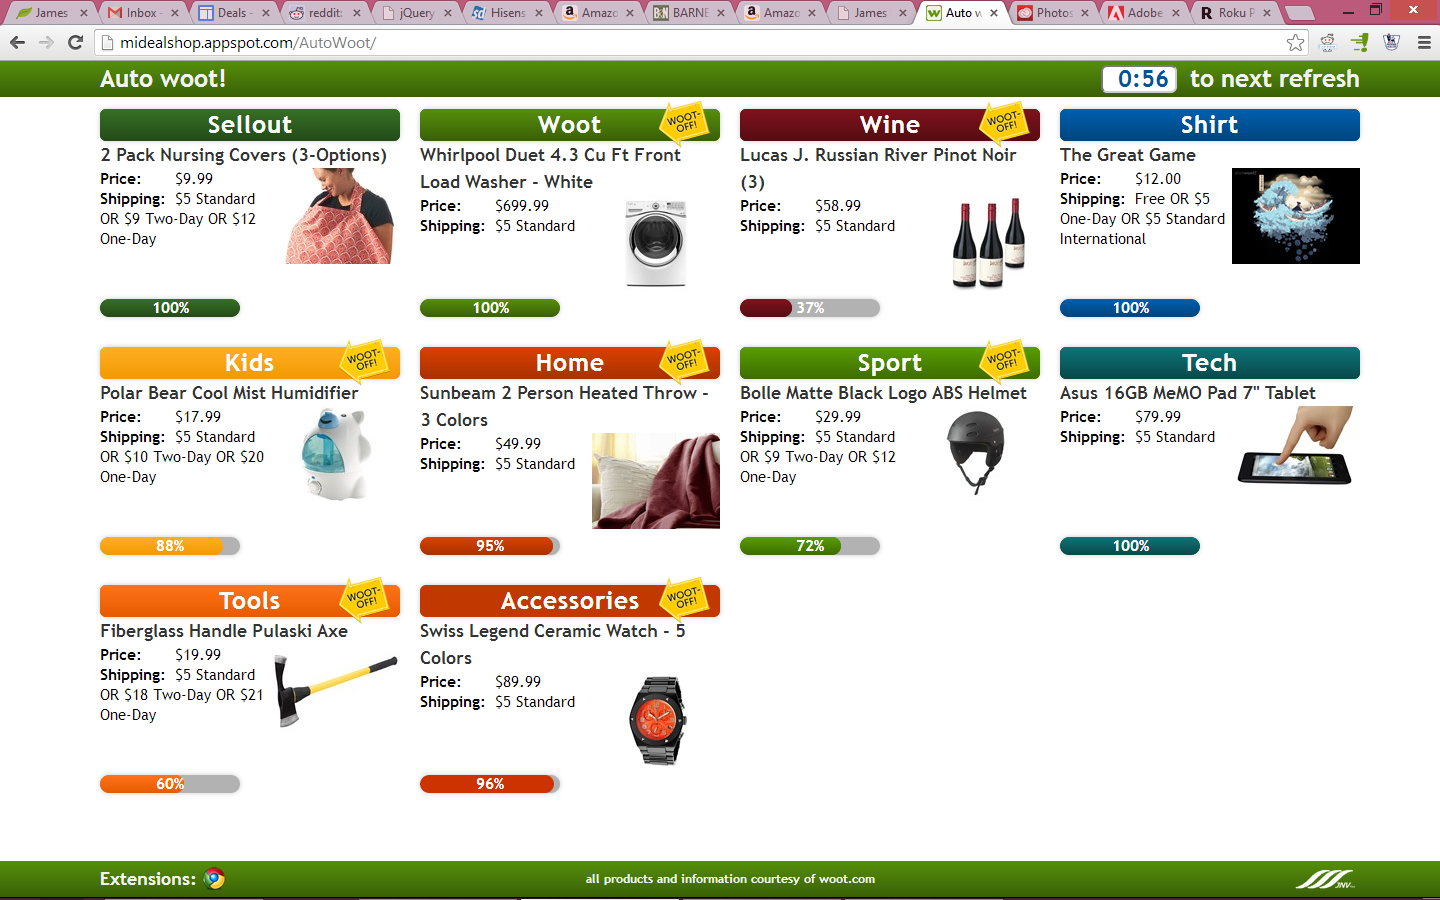 James
Inbox -
Deals -
reddit:
jQuery
Hisens
Amazo
BARNE
Amazo
James
Auto w
Photos
Adobe
Roku P
midealshop.appspot.com/AutoWoot/
Auto woot!
0:56 to next refresh
Sellout
2 Pack Nursing Covers (3-Options)
Price: $9.99
Shipping: $5 Standard
OR $9 Two-Day OR $12
One-Day
100%
Woot
WOOT-
OFF!
Whirlpool Duet 4.3 Cu Ft Front
Load Washer - White
Price: $699.99
Shipping: $5 Standard
100%
Wine
WOOT-
OFF!
Lucas J. Russian River Pinot Noir
(3)
Price: $58.99
Shipping: $5 Standard
37%
Shirt
The Great Game
Price: $12.00
Shipping: Free OR $5
One-Day OR $5 Standard
International
100%
Kids
WOOT-
OFF!
Polar Bear Cool Mist Humidifier
Price: $17.99
Shipping: $5 Standard
OR $10 Two-Day OR $20
One-Day
88%
Home
WOOT-
OFF!
Sunbeam 2 Person Heated Throw -
3 Colors
Price: $49.99
Shipping: $5 Standard
95%
Sport
WOOT-
OFF!
Bolle Matte Black Logo ABS Helmet
Price: $29.99
Shipping: $5 Standard
OR $9 Two-Day OR $12
One-Day
72%
Tech
Asus 16GB MeMO Pad 7" Tablet
Price: $79.99
Shipping: $5 Standard
100%
Tools
WOOT-
OFF!
Fiberglass Handle Pulaski Axe
Price: $19.99
Shipping: $5 Standard
OR $18 Two-Day OR $21
One-Day
60%
Accessories
WOOT-
OFF!
Swiss Legend Ceramic Watch - 5
Colors
Price: $89.99
Shipping: $5 Standard
96%
Extensions:
all products and information courtesy of woot.com
JNV